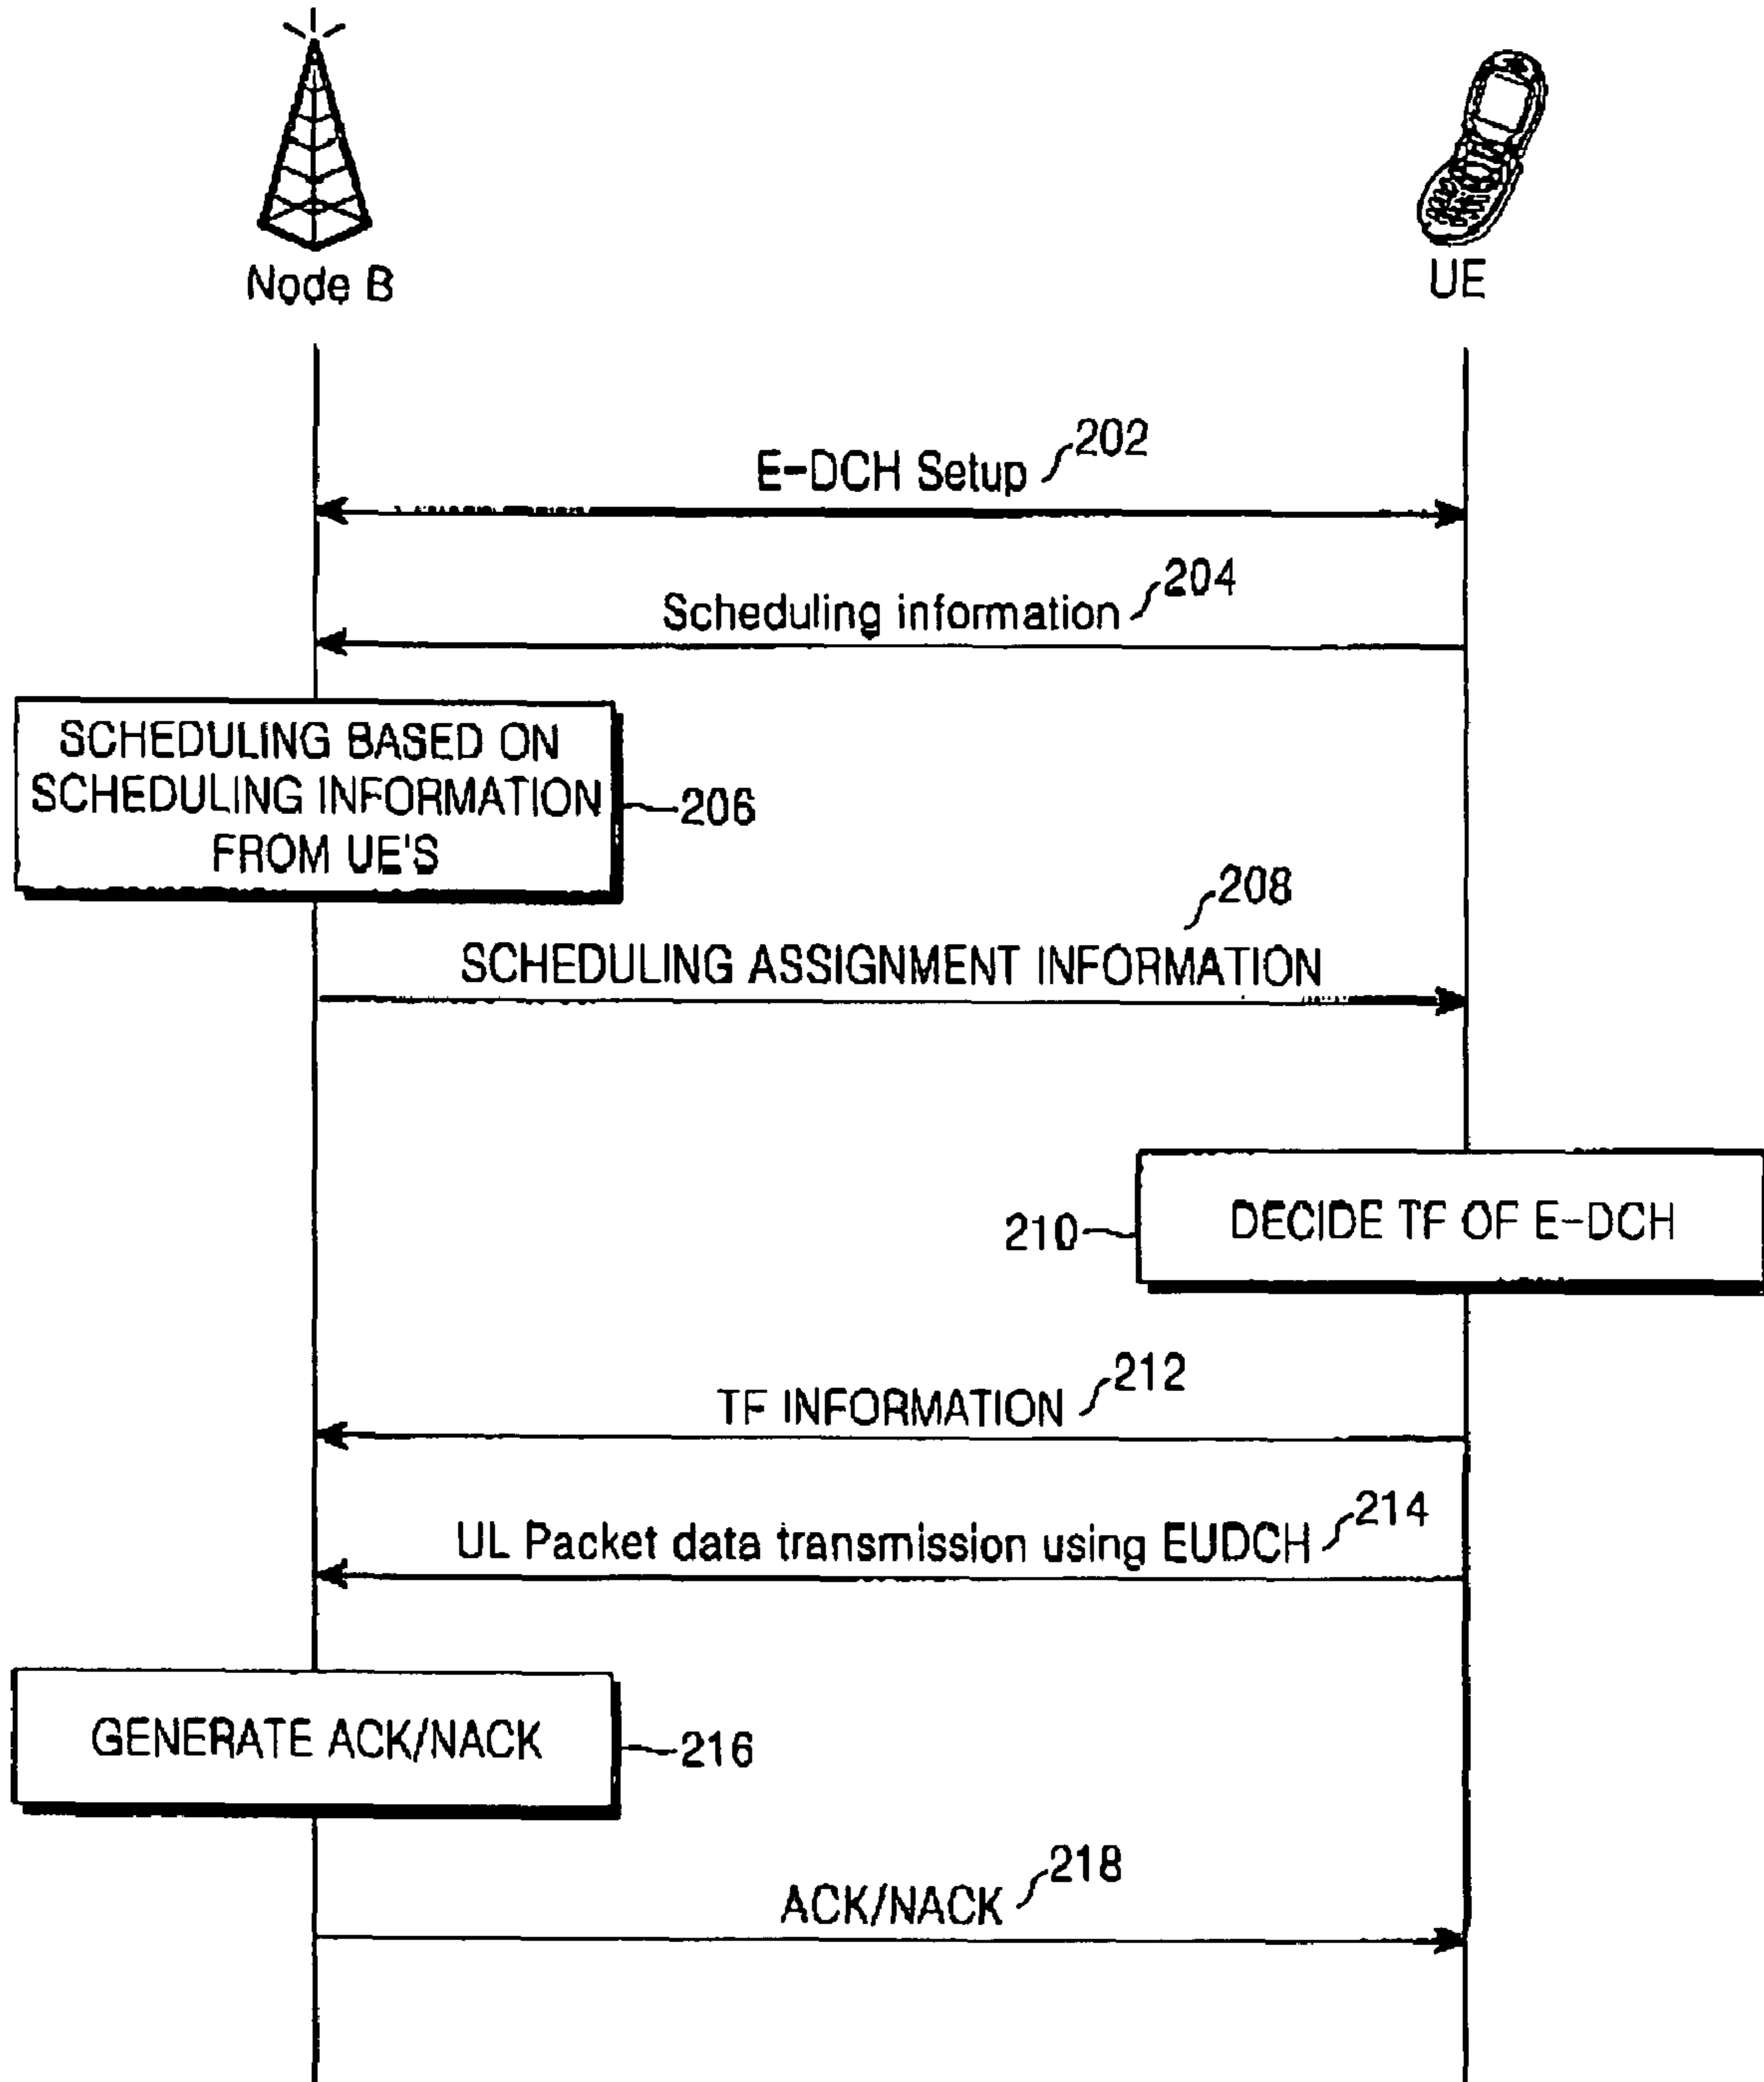 Node B
UE
202
E-DCH Setup
204
Scheduling information
SCHEDULING BASED ON
SCHEDULING INFORMATION
FROM UE'S
206
208
SCHEDULING ASSIGNMENT INFORMATION
210
DECIDE TF OF E-DCH
212
TF INFORMATION
214
UL Packet data transmission using EUDCH
GENERATE ACK/NACK
216
218
ACK/NACK